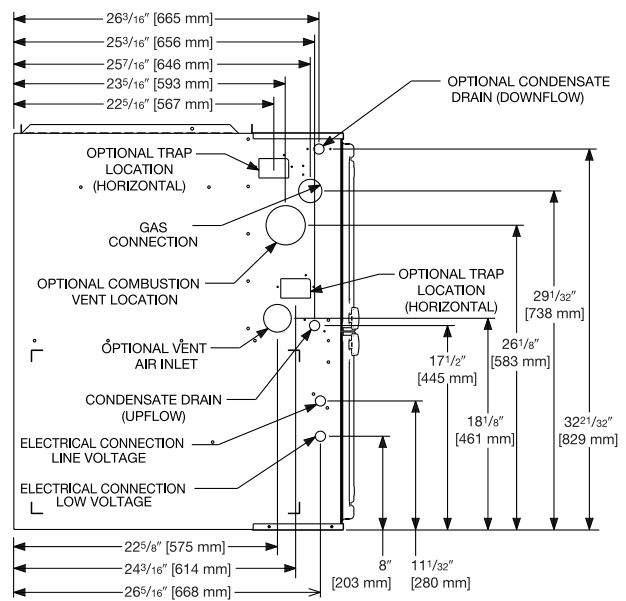 26 3/16" [665 mm]
25 3/16" [656 mm]
25 7/16" [646 mm]
23 5/16" [593 mm]
22 5/16" [567 mm]
OPTIONAL CONDENSATE
DRAIN (DOWNFLOW)
OPTIONAL TRAP
LOCATION
(HORIZONTAL)
GAS
CONNECTION
OPTIONAL COMBUSTION
VENT LOCATION
OPTIONAL TRAP
LOCATION
(HORIZONTAL)
OPTIONAL VENT
AIR INLET
CONDENSATE DRAIN
(UPFLOW)
ELECTRICAL CONNECTION
LINE VOLTAGE
ELECTRICAL CONNECTION
LOW VOLTAGE
29 1/32"
[738 mm]
26 1/8"
[583 mm]
17 1/2"
[445 mm]
18 1/8"
[461 mm]
32 21/32"
[829 mm]
22 5/8" [575 mm]
24 3/16" [614 mm]
26 5/16" [668 mm]
8"
[203 mm]
11 1/32"
[280 mm]